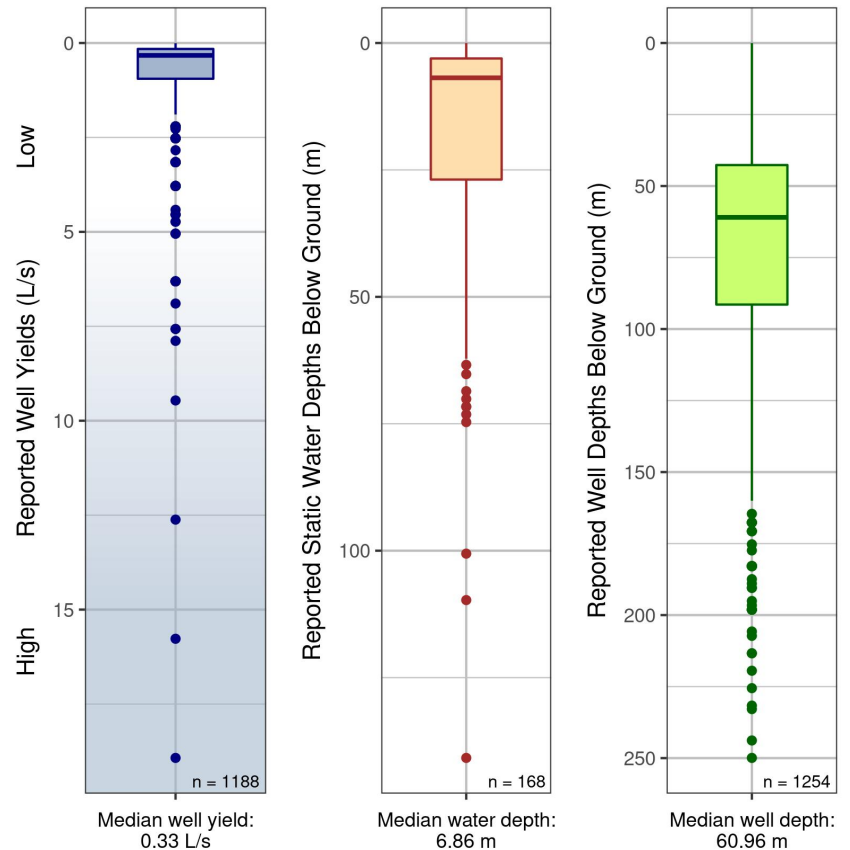 Reported Well Yields (L/s)
Low
High
0
5
10
15
n = 1188
Median well yield:
0.33 L/s
Reported Static Water Depths Below Ground (m)
0
50
100
n = 168
Median water depth:
6.86 m
Reported Well Depths Below Ground (m)
0
50
100
150
200
250
n = 1254
Median well depth:
60.96 m